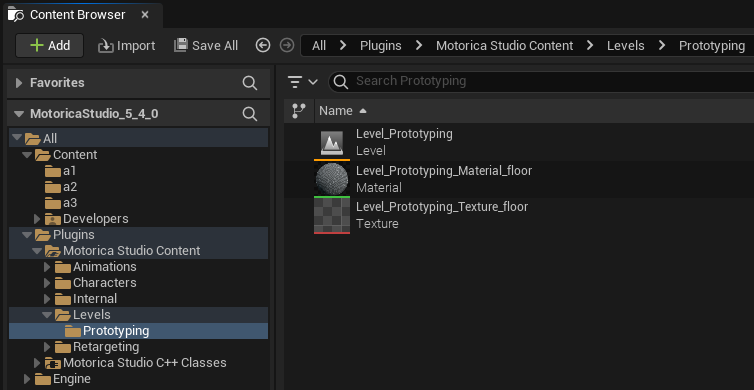 Content Browser
Add Import Save All All Plugins Motorica Studio Content Levels Prototyping
Favorites
MotoricaStudio_5_4_0
All
Content
a1
a2
a3
Developers
Plugins
Motorica Studio Content
Animations
Characters
Internal
Levels
Prototyping
Retargeting
Motorica Studio C++ Classes
Engine
Search Prototyping
Name
Level_Prototyping
Level
Level_Prototyping_Material_floor
Material
Level_Prototyping_Texture_floor
Texture